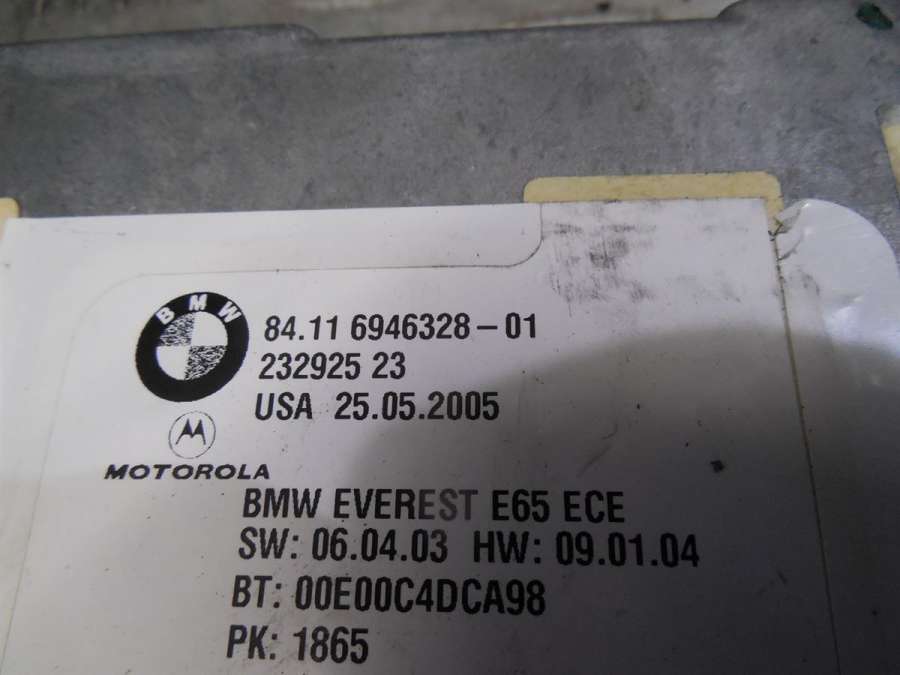 BMW
84.11 6946328-01
232925 23
USA 25.05.2005
MOTOROLA
BMW EVEREST E65 ECE
SW: 06.04.03 HW: 09.01.04
BT: 00E00C4DCA98
PK: 1865